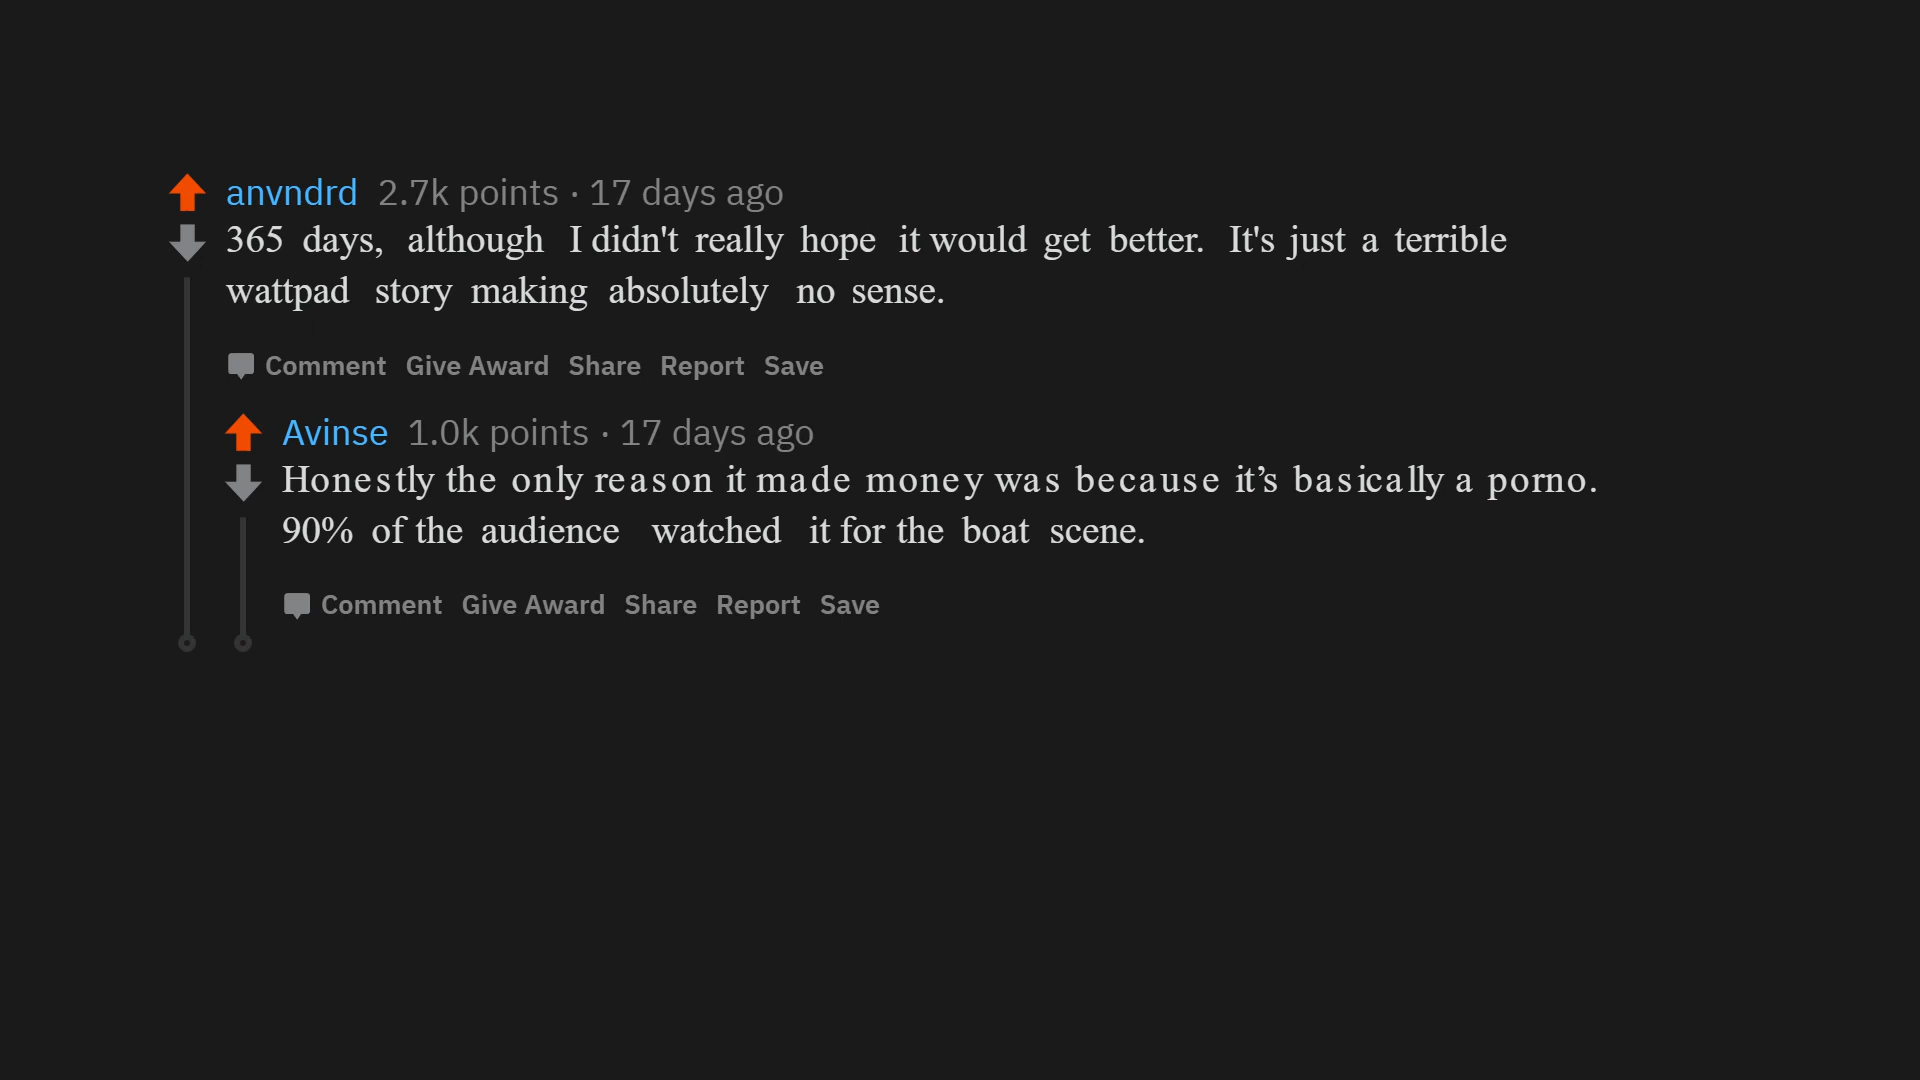 anvndrd 2.7k points · 17 days ago
365 days, although I didn't really hope it would get better. It's just a terrible
wattpad story making absolutely no sense.
Comment Give Award Share Report Save
Avinse 1.0k points · 17 days ago
Honestly the only reason it made money was because it’s basically a porno.
90% of the audience watched it for the boat scene.
Comment Give Award Share Report Save